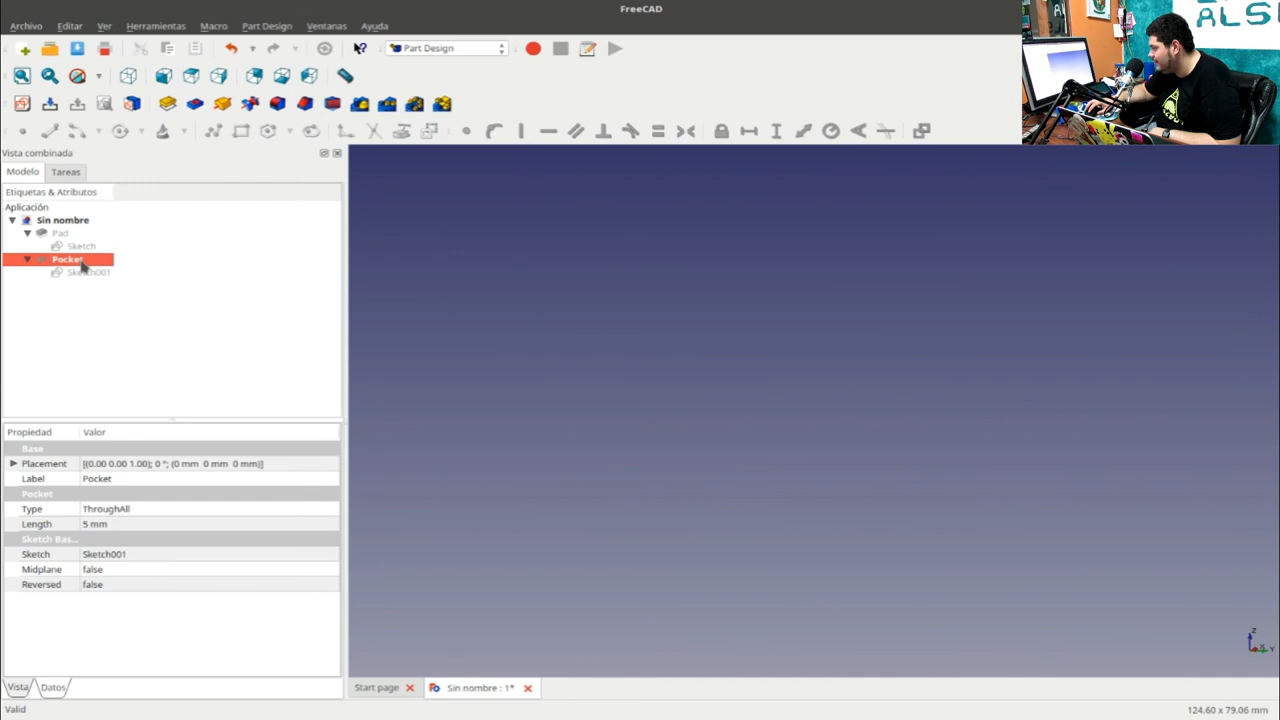 FreeCAD
Archivo Editar Ver Herramientas Macro Part Design Ventanas Ayuda
Part Design
ALS
Vista combinada
Modelo Tareas
Etiquetas & Atributos
Aplicación
Sin nombre
Pad
Sketch
Pocket
Sketch001
Propiedad Valor
Base
Placement [(0.00 0.00 1.00); 0 °; (0 mm 0 mm 0 mm)]
Label Pocket
Pocket
Type ThroughAll
Length 5 mm
Sketch Bas...
Sketch Sketch001
Midplane false
Reversed false
Z
X
Y
Vista Datos
Start page Sin nombre : 1*
Valid 124.60 x 79.06 mm